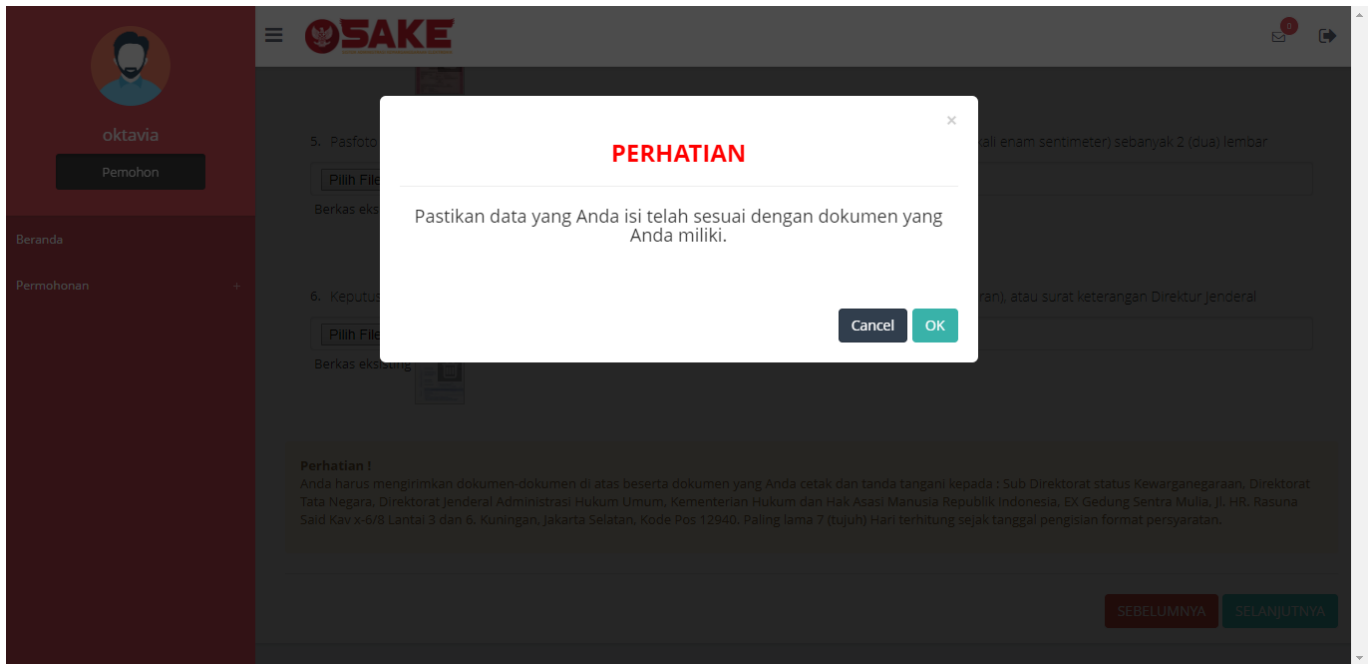 SAKE
0
oktavia
Pemohon
Beranda
Permohonan +
5. Pasfoto
kali enam sentimeter) sebanyak 2 (dua) lembar
Pilih File
Berkas eks
PERHATIAN
×
Pastikan data yang Anda isi telah sesuai dengan dokumen yang
Anda miliki.
Cancel OK
6. Keputus
ran), atau surat keterangan Direktur Jenderal
Pilih File
Berkas eksisting
Perhatian !
Anda harus mengirimkan dokumen-dokumen di atas beserta dokumen yang Anda cetak dan tanda tangani kepada : Sub Direktorat status Kewarganegaraan, Direktorat
Tata Negara, Direktorat Jenderal Administrasi Hukum Umum, Kementerian Hukum dan Hak Asasi Manusia Republik Indonesia, EX Gedung Sentra Mulia, Jl. HR. Rasuna
Said Kav x-6/8 Lantai 3 dan 6. Kuningan, Jakarta Selatan, Kode Pos 12940. Paling lama 7 (tujuh) Hari terhitung sejak tanggal pengisian format persyaratan.
SEBELUMNYA SELANJUTNYA